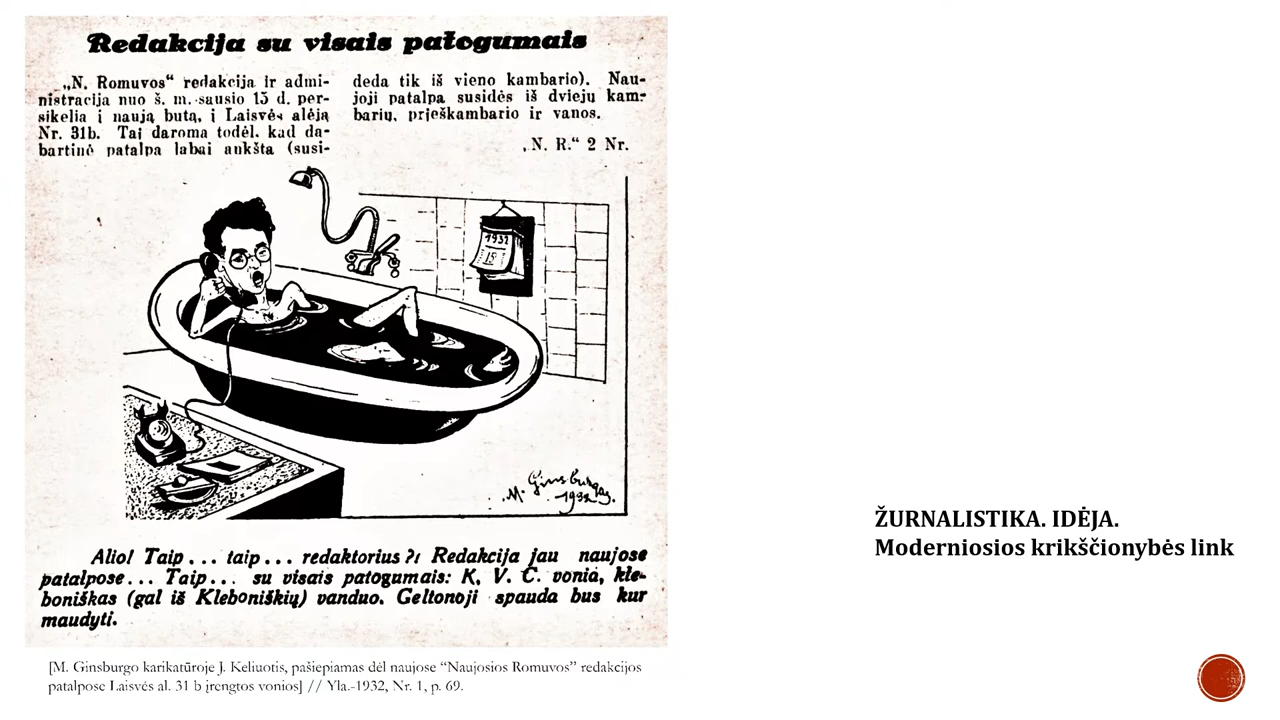 Redakcija su visais patogumais
„N. Romuvos“ redakcija ir admi-
nistracija nuo š. m. sausio 15 d. per-
sikelia į naują butą, į Laisvės alėją
Nr. 31b. Tai daroma todėl, kad da-
bartinė patalpa labai ankšta (susi-
deda tik iš vieno kambario). Nau-
joji patalpa susidės iš dviejų kam-
barių, prieškambario ir vanos.
„N. R.“ 2 Nr.
1932
15
M. Ginsburgas.
1932
Alio! Taip... taip... redaktorius?! Redakcija jau naujose
patalpose... Taip... su visais patogumais: K. V. C. vonia, kle-
boniškas (gal iš Kleboniškių) vanduo. Geltonoji spauda bus kur
maudyti.
[M. Ginsburgo karikatūroje J. Keliuotis, pašiepiamas dėl naujose “Naujosios Romuvos” redakcijos
patalpose Laisvės al. 31 b įrengtos vonios] // Yla.-1932, Nr. 1, p. 69.
ŽURNALISTIKA. IDĖJA.
Moderniosios krikščionybės link